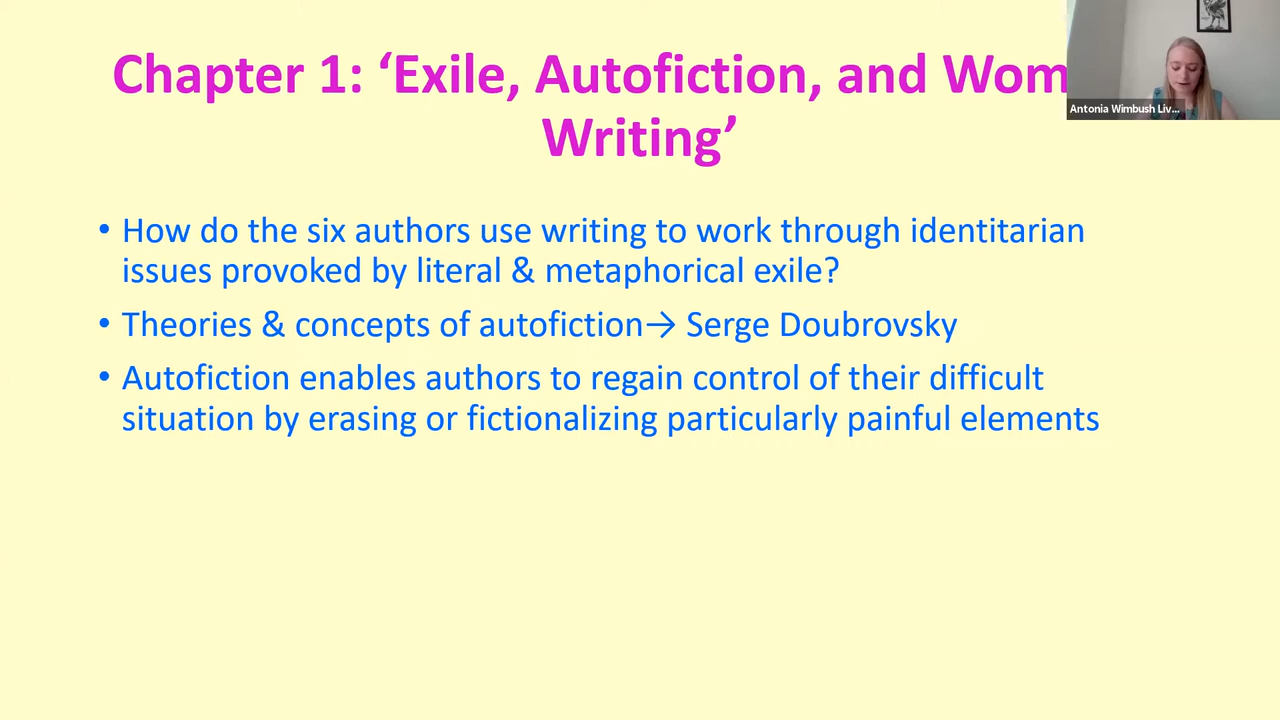 Chapter 1: ‘Exile, Autofiction, and Wom
Writing’
Antonia Wimbush Liv...
• How do the six authors use writing to work through identitarian
issues provoked by literal & metaphorical exile?
• Theories & concepts of autofiction→ Serge Doubrovsky
• Autofiction enables authors to regain control of their difficult
situation by erasing or fictionalizing particularly painful elements